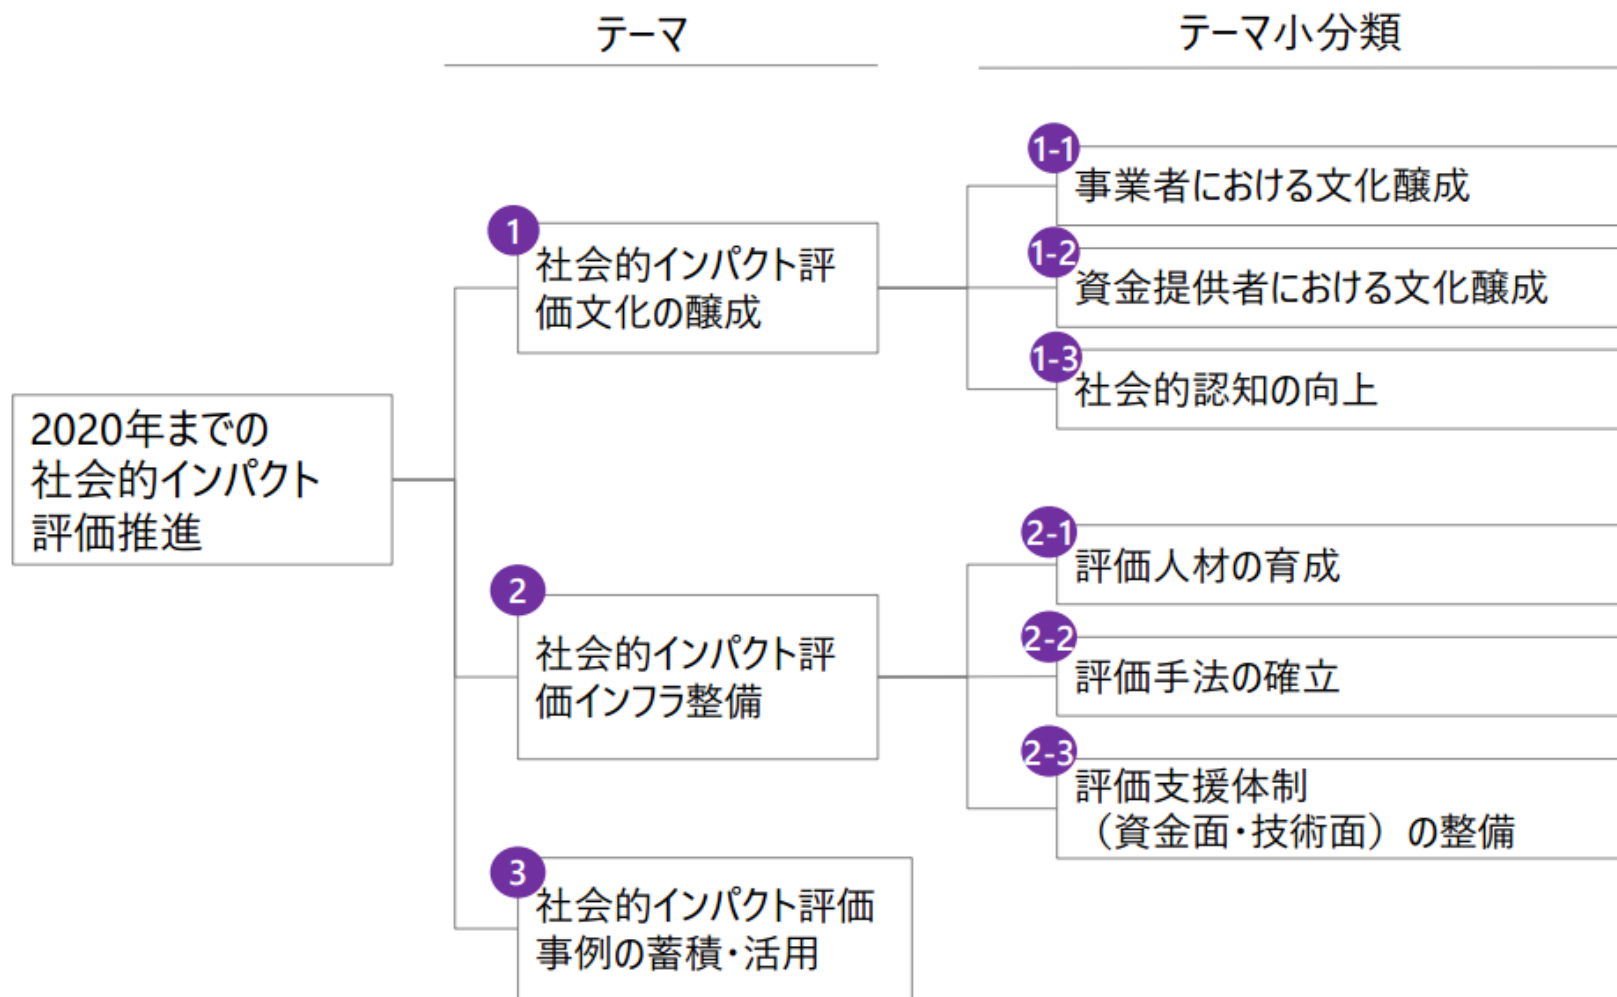 テーマ
テーマ小分類
1-1
事業者における文化醸成
1
社会的インパクト評
価文化の醸成
1-2
資金提供者における文化醸成
1-3
社会的認知の向上
2020年までの
社会的インパクト
評価推進
2-1
評価人材の育成
2
社会的インパクト評
価インフラ整備
2-2
評価手法の確立
2-3
評価支援体制
（資金面・技術面）の整備
3
社会的インパクト評価
事例の蓄積・活用